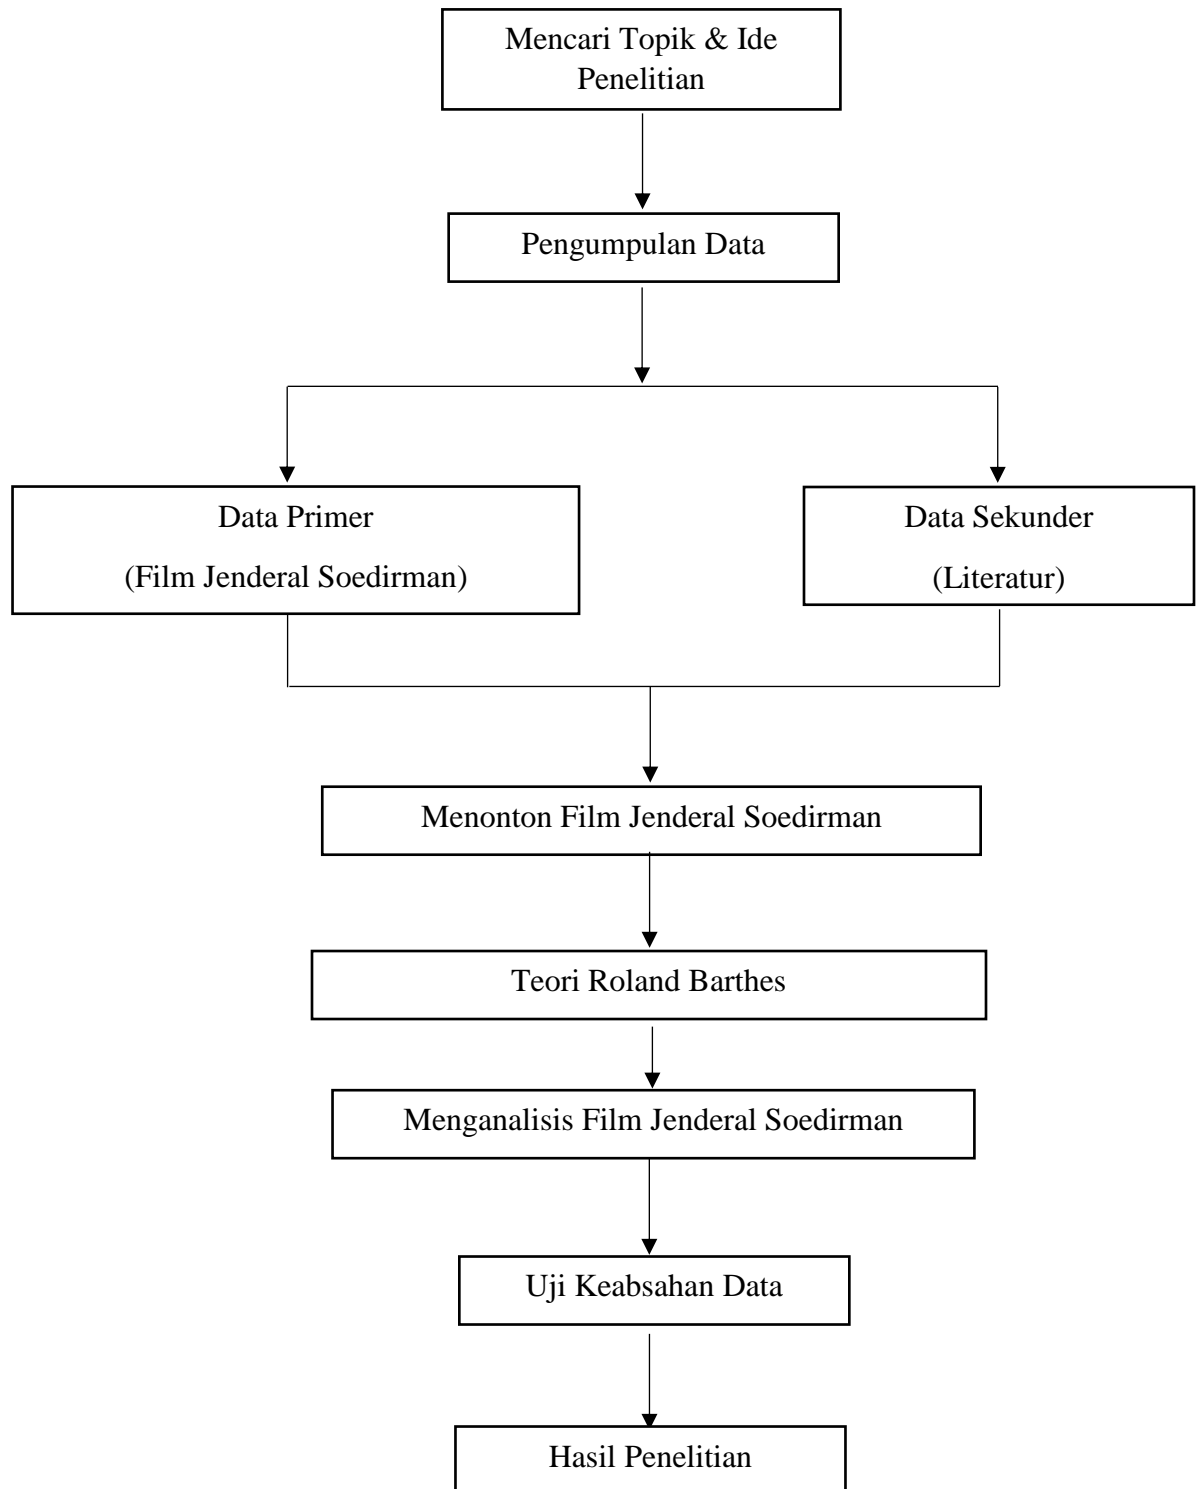 Mencari Topik & Ide
Penelitian
Pengumpulan Data
Data Primer
(Film Jenderal Soedirman)
Data Sekunder
(Literatur)
Menonton Film Jenderal Soedirman
Teori Roland Barthes
Menganalisis Film Jenderal Soedirman
Uji Keabsahan Data
Hasil Penelitian